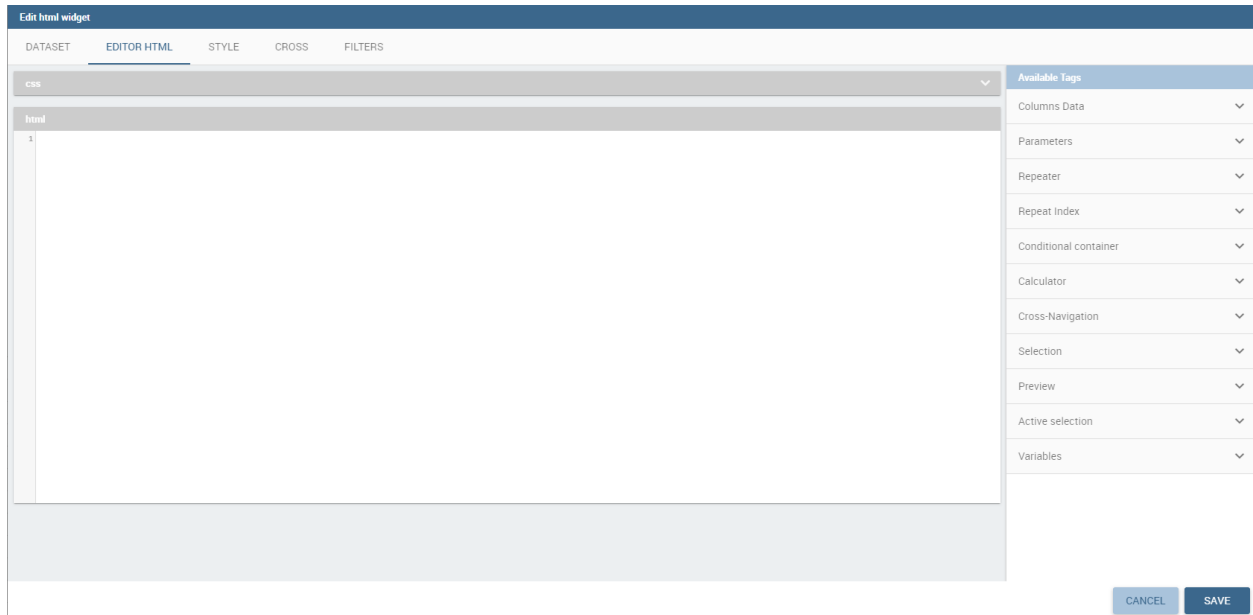 Edit html widget
DATASET EDITOR HTML STYLE CROSS FILTERS
css
html
1
Available Tags
Columns Data
Parameters
Repeater
Repeat Index
Conditional container
Calculator
Cross-Navigation
Selection
Preview
Active selection
Variables
CANCEL SAVE